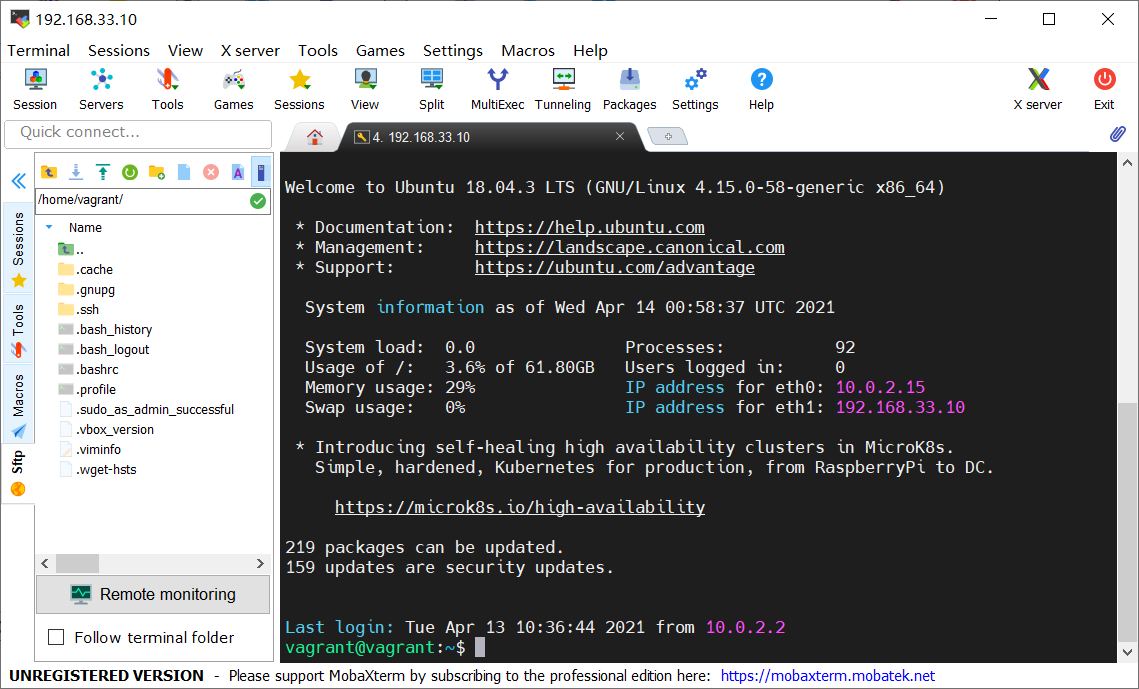 192.168.33.10
Terminal Sessions View X server Tools Games Settings Macros Help
Session Servers Tools Games Sessions View Split MultiExec Tunneling Packages Settings Help X server Exit
Quick connect...
4. 192.168.33.10
/home/vagrant/
Name
..
.cache
.gnupg
.ssh
.bash_history
.bash_logout
.bashrc
.profile
.sudo_as_admin_successful
.vbox_version
.viminfo
.wget-hsts
Sessions
Tools
Macros
Sftp
Remote monitoring
Follow terminal folder
Welcome to Ubuntu 18.04.3 LTS (GNU/Linux 4.15.0-58-generic x86_64)
* Documentation: https://help.ubuntu.com
* Management: https://landscape.canonical.com
* Support: https://ubuntu.com/advantage
System information as of Wed Apr 14 00:58:37 UTC 2021
System load: 0.0 Processes: 92
Usage of /: 3.6% of 61.80GB Users logged in: 0
Memory usage: 29% IP address for eth0: 10.0.2.15
Swap usage: 0% IP address for eth1: 192.168.33.10
* Introducing self-healing high availability clusters in MicroK8s.
Simple, hardened, Kubernetes for production, from RaspberryPi to DC.
https://microk8s.io/high-availability
219 packages can be updated.
159 updates are security updates.
Last login: Tue Apr 13 10:36:44 2021 from 10.0.2.2
vagrant@vagrant:~$
UNREGISTERED VERSION - Please support MobaXterm by subscribing to the professional edition here: https://mobaxterm.mobatek.net